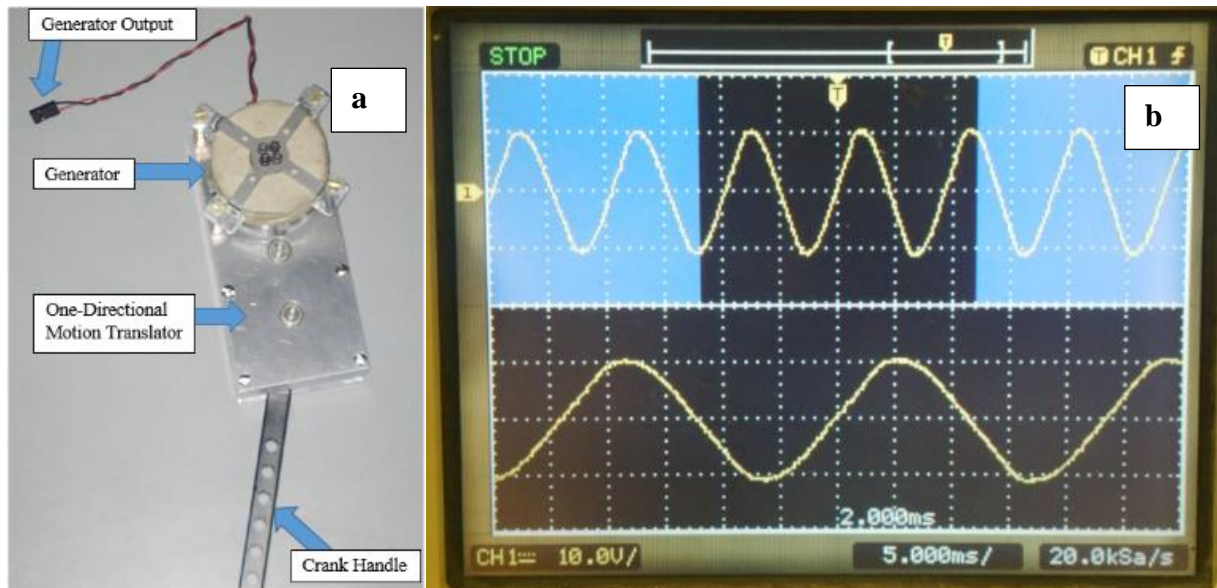 Generator Output
a
Generator
One-Directional
Motion Translator
Crank Handle
STOP
T
T CH1
b
T
1
2.000ms
CH1 10.0V/
5.000ms/
20.0kSa/s